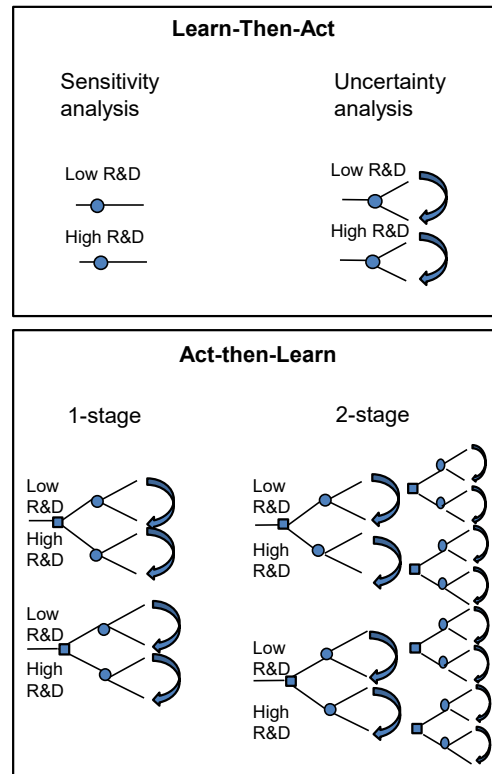 Learn-Then-Act
Sensitivity
analysis
Uncertainty
analysis
Low R&D
High R&D
Low R&D
High R&D
Act-then-Learn
1-stage
2-stage
Low
R&D
High
R&D
Low
R&D
High
R&D
Low
R&D
High
R&D
Low
R&D
High
R&D